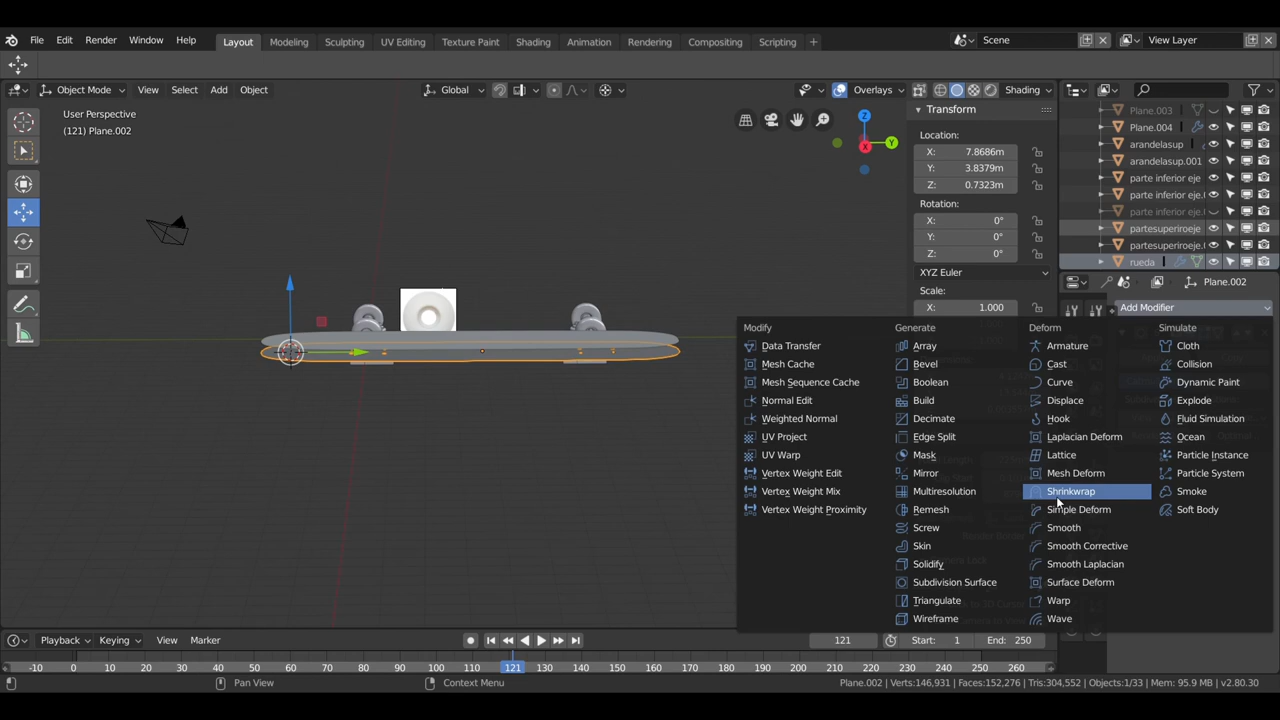 File Edit Render Window Help Layout Modeling Sculpting UV Editing Texture Paint Shading Animation Rendering Compositing Scripting + Scene View Layer
Object Mode View Select Add Object Global Overlays Shading
User Perspective
(121) Plane.002
Transform
Location:
X: 7.8686m
Y: 3.8379m
Z: 0.7323m
Rotation:
X: 0°
Y: 0°
Z: 0°
XYZ Euler
Scale:
X: 1.000
Plane.003
Plane.004
arandelasup
arandelasup.001
parte inferior eje
parte inferior eje.
parte inferior eje.
partesuperiroeje
partesuperiroeje.
rueda
Plane.002
Add Modifier
Modify
Data Transfer
Mesh Cache
Mesh Sequence Cache
Normal Edit
Weighted Normal
UV Project
UV Warp
Vertex Weight Edit
Vertex Weight Mix
Vertex Weight Proximity
Generate
Array
Bevel
Boolean
Build
Decimate
Edge Split
Mask
Mirror
Multiresolution
Remesh
Screw
Skin
Solidify
Subdivision Surface
Triangulate
Wireframe
Deform
Armature
Cast
Curve
Displace
Hook
Laplacian Deform
Lattice
Mesh Deform
Shrinkwrap
Simple Deform
Smooth
Smooth Corrective
Smooth Laplacian
Surface Deform
Warp
Wave
Simulate
Cloth
Collision
Dynamic Paint
Explode
Fluid Simulation
Ocean
Particle Instance
Particle System
Smoke
Soft Body
Playback Keying View Marker 121 Start: 1 End: 250
-10 0 10 20 30 40 50 60 70 80 90 100 110 121 130 140 150 160 170 180 190 200 210 220 230 240 250 260
Pan View Context Menu Plane.002 | Verts:146,931 | Faces:152,276 | Tris:304,552 | Objects:1/33 | Mem: 95.9 MB | v2.80.30